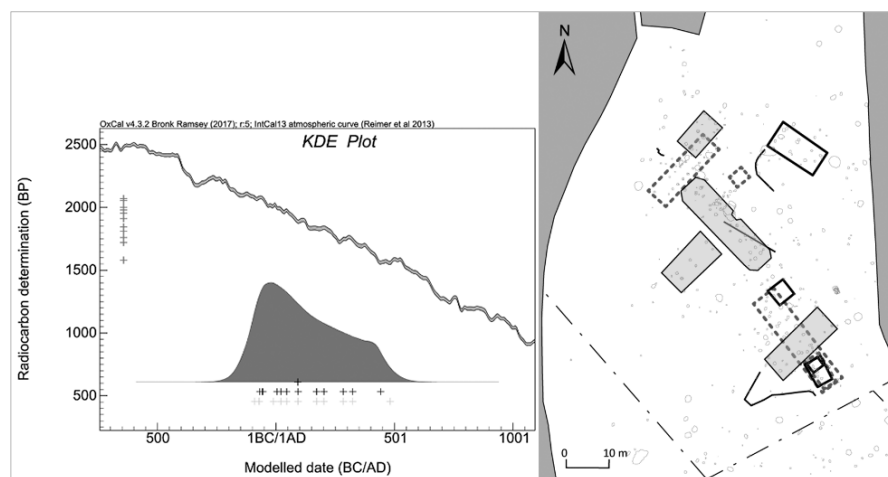 OxCal v4.3.2 Bronk Ramsey (2017); r:5; IntCal13 atmospheric curve (Reimer et al 2013)
KDE Plot
Radiocarbon determination (BP)
2500
2000
1500
1000
500
500
1BC/1AD
501
1001
Modelled date (BC/AD)
N
0
10 m